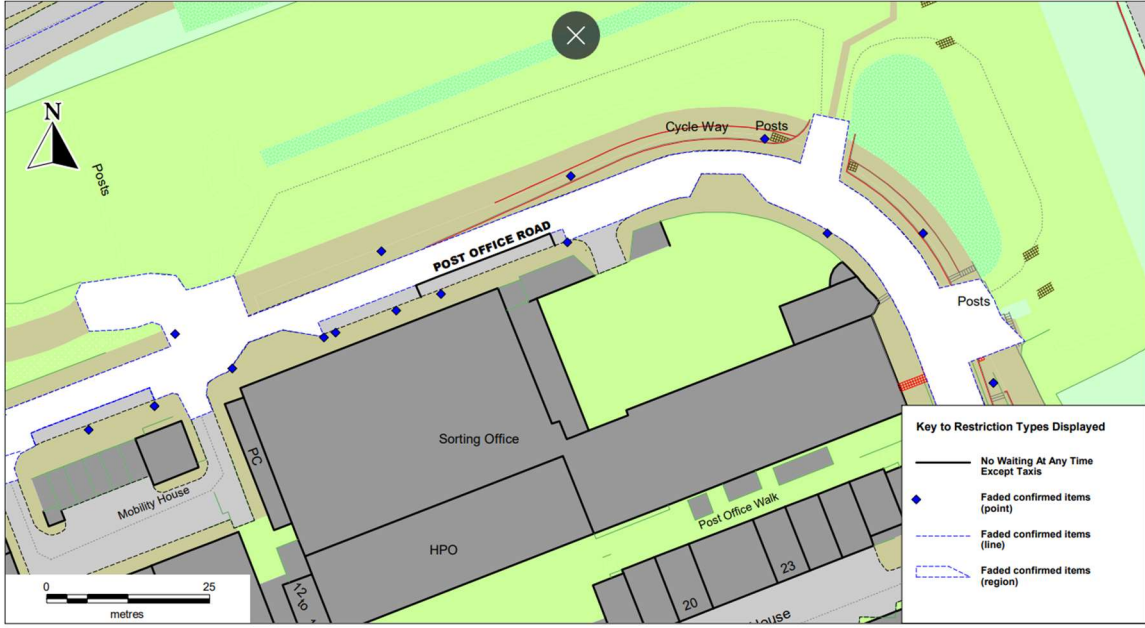 N
Posts
Cycle Way
Posts
POST OFFICE ROAD
Posts
Sorting Office
PC
Mobility House
HPO
Post Office Walk
12 to
20
23
House
0
25
metres
Key to Restriction Types Displayed
No Waiting At Any Time
Except Taxis
Faded confirmed items
(point)
Faded confirmed items
(line)
Faded confirmed items
(region)